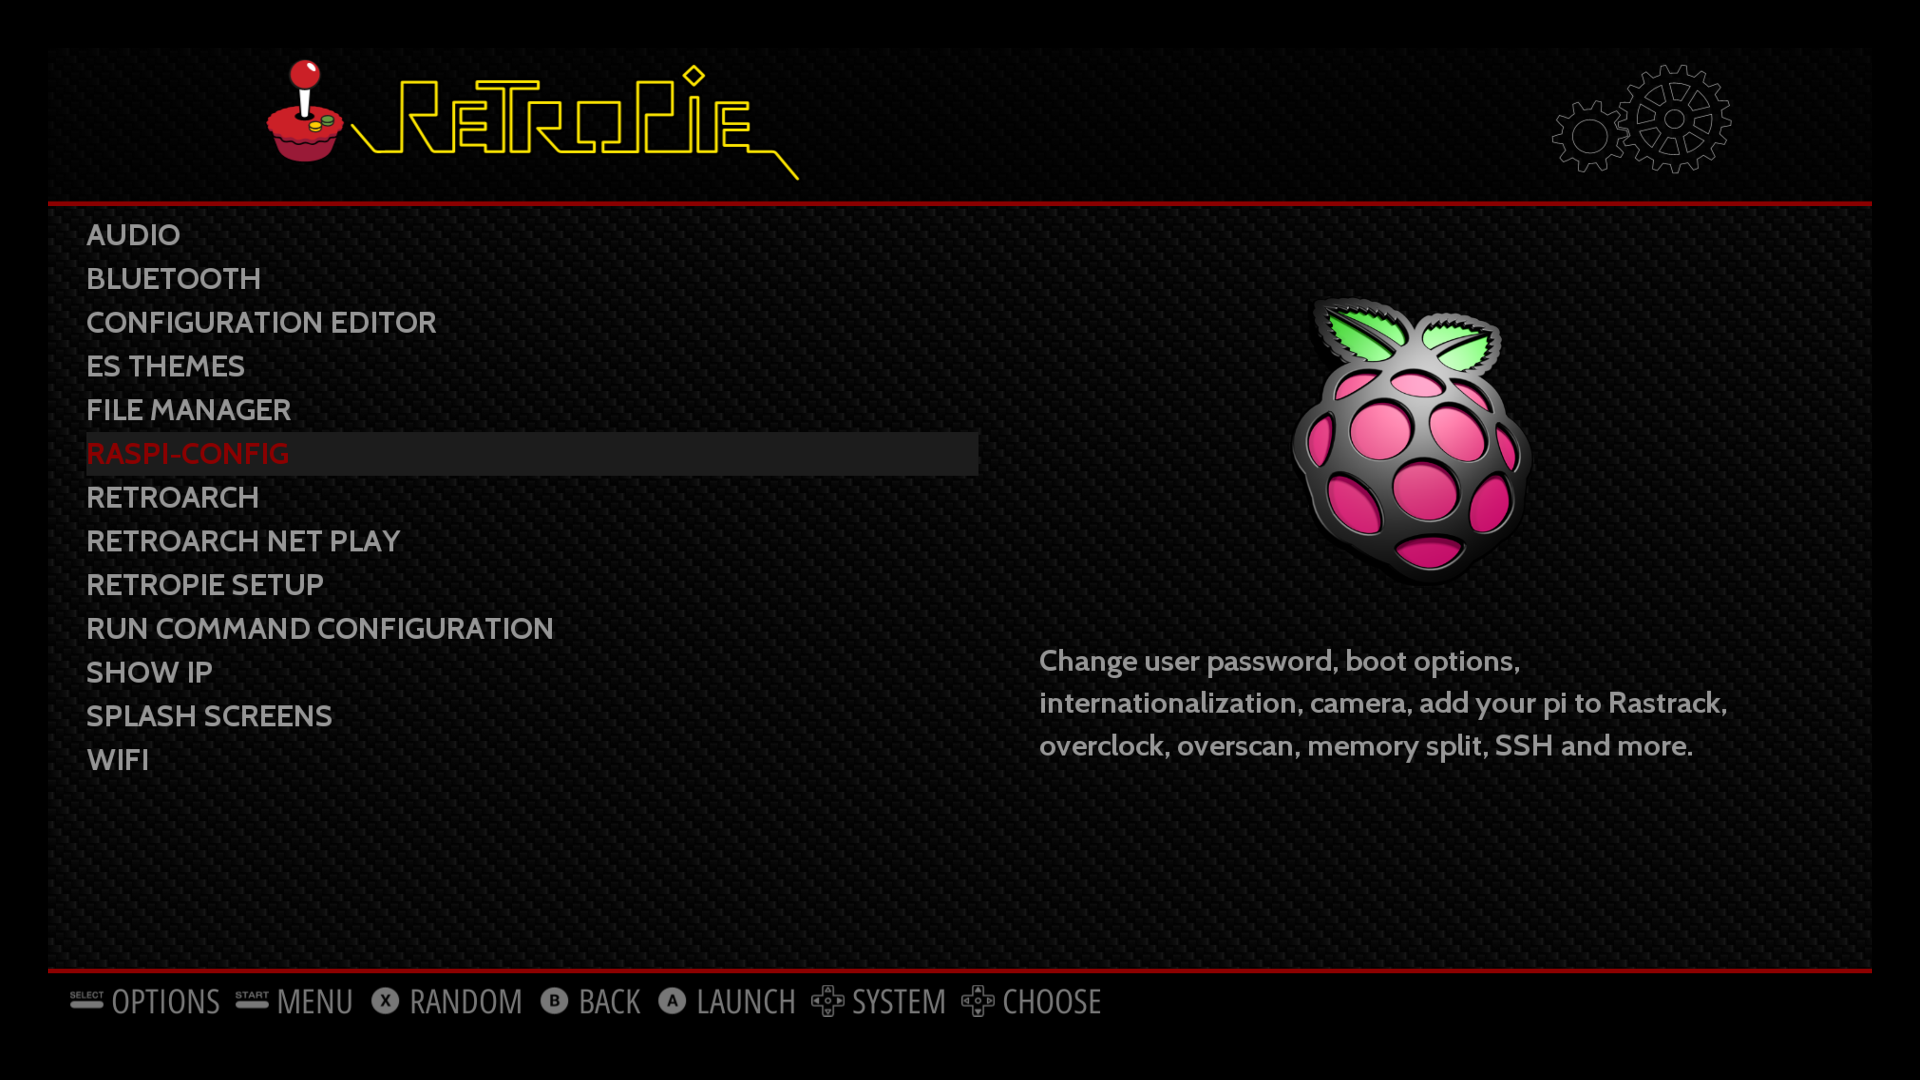 RETROPIE
AUDIO
BLUETOOTH
CONFIGURATION EDITOR
ES THEMES
FILE MANAGER
RASPI-CONFIG
RETROARCH
RETROARCH NET PLAY
RETROPIE SETUP
RUN COMMAND CONFIGURATION
SHOW IP
SPLASH SCREENS
WIFI
Change user password, boot options,
internationalization, camera, add your pi to Rastrack,
overclock, overscan, memory split, SSH and more.
SELECT OPTIONS START MENU X RANDOM B BACK A LAUNCH SYSTEM CHOOSE